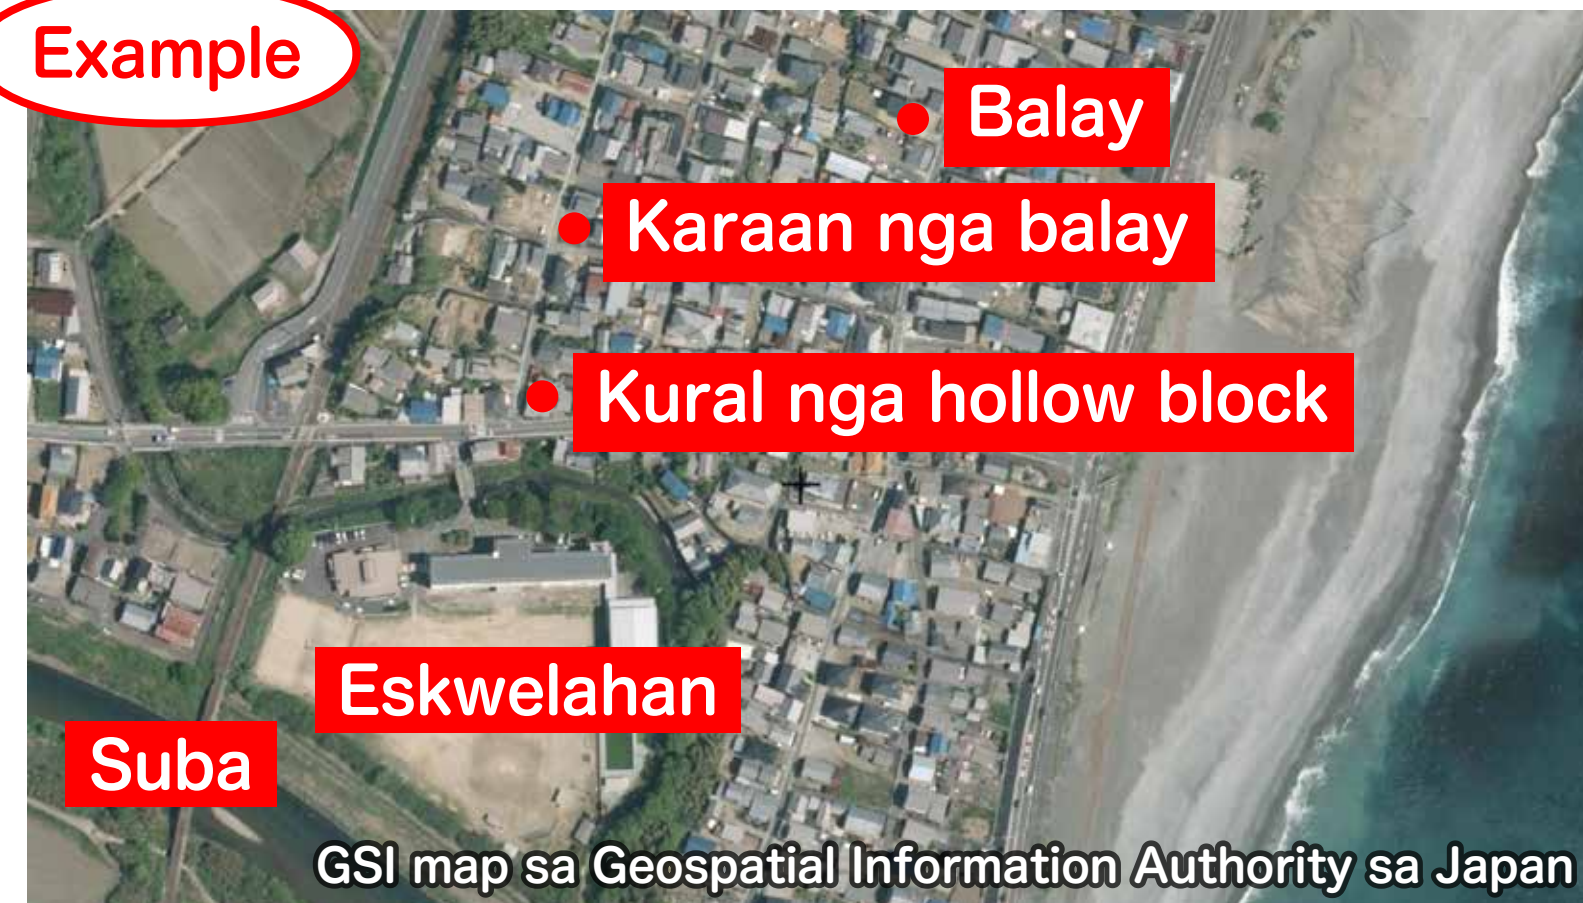 Example
Balay
Karaan nga balay
Kural nga hollow block
Eskwelahan
Suba
GSI map sa Geospatial Information Authority sa Japan